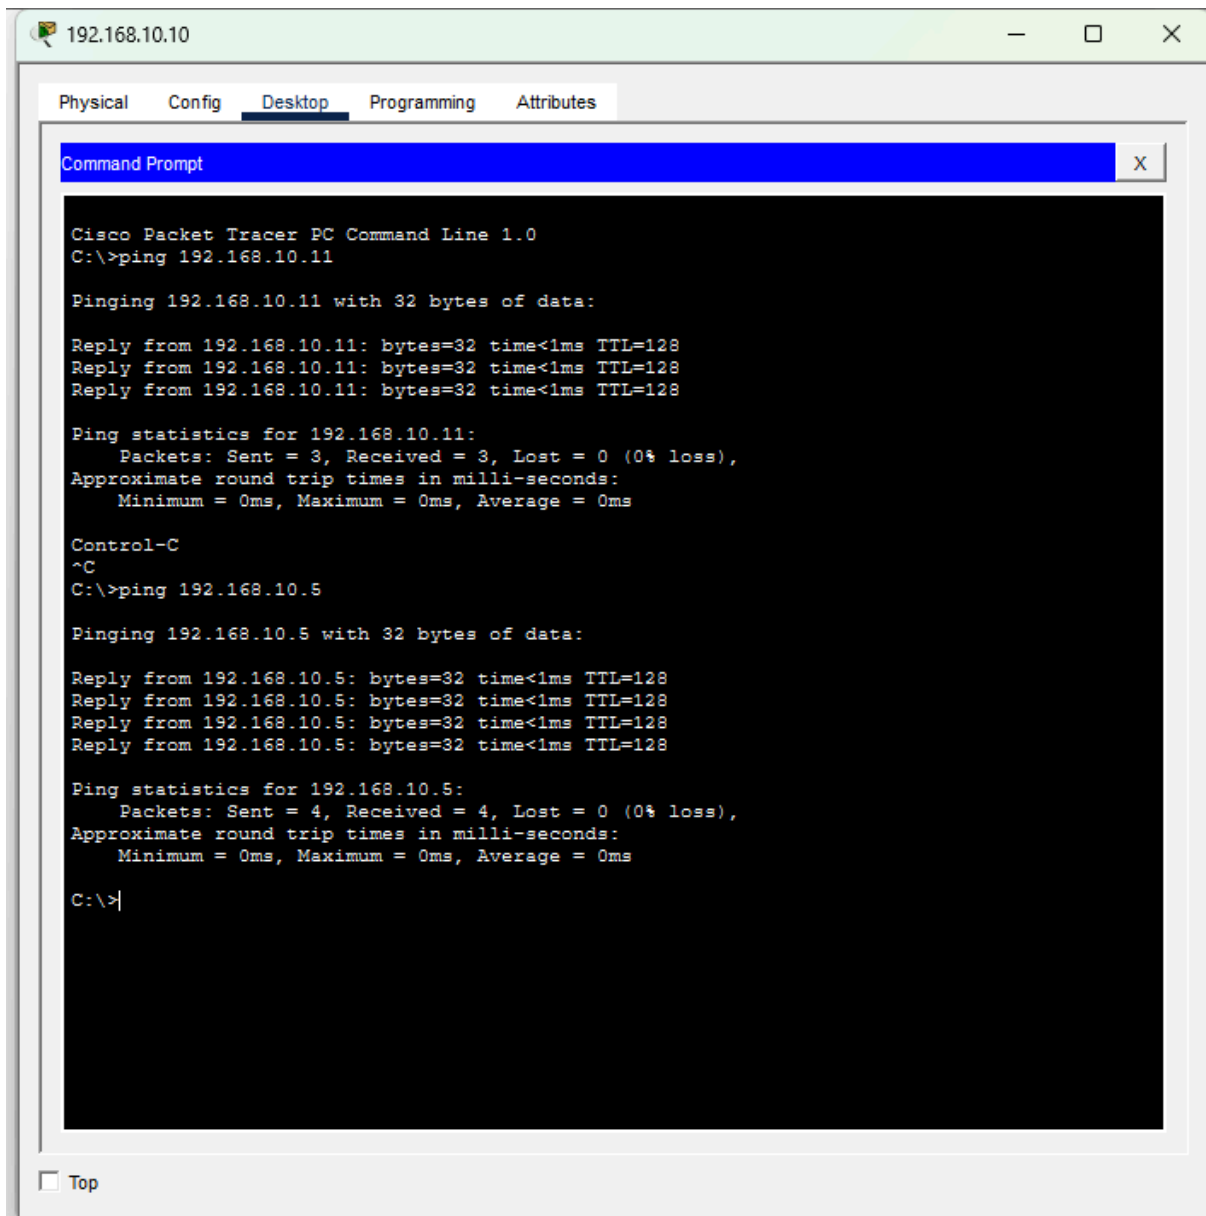 192.168.10.10
Physical Config Desktop Programming Attributes
Command Prompt X
Cisco Packet Tracer PC Command Line 1.0
C:\>ping 192.168.10.11
Pinging 192.168.10.11 with 32 bytes of data:
Reply from 192.168.10.11: bytes=32 time<1ms TTL=128
Reply from 192.168.10.11: bytes=32 time<1ms TTL=128
Reply from 192.168.10.11: bytes=32 time<1ms TTL=128
Ping statistics for 192.168.10.11:
    Packets: Sent = 3, Received = 3, Lost = 0 (0% loss),
Approximate round trip times in milli-seconds:
    Minimum = 0ms, Maximum = 0ms, Average = 0ms
Control-C
^C
C:\>ping 192.168.10.5
Pinging 192.168.10.5 with 32 bytes of data:
Reply from 192.168.10.5: bytes=32 time<1ms TTL=128
Reply from 192.168.10.5: bytes=32 time<1ms TTL=128
Reply from 192.168.10.5: bytes=32 time<1ms TTL=128
Reply from 192.168.10.5: bytes=32 time<1ms TTL=128
Ping statistics for 192.168.10.5:
    Packets: Sent = 4, Received = 4, Lost = 0 (0% loss),
Approximate round trip times in milli-seconds:
    Minimum = 0ms, Maximum = 0ms, Average = 0ms
C:\>
Top